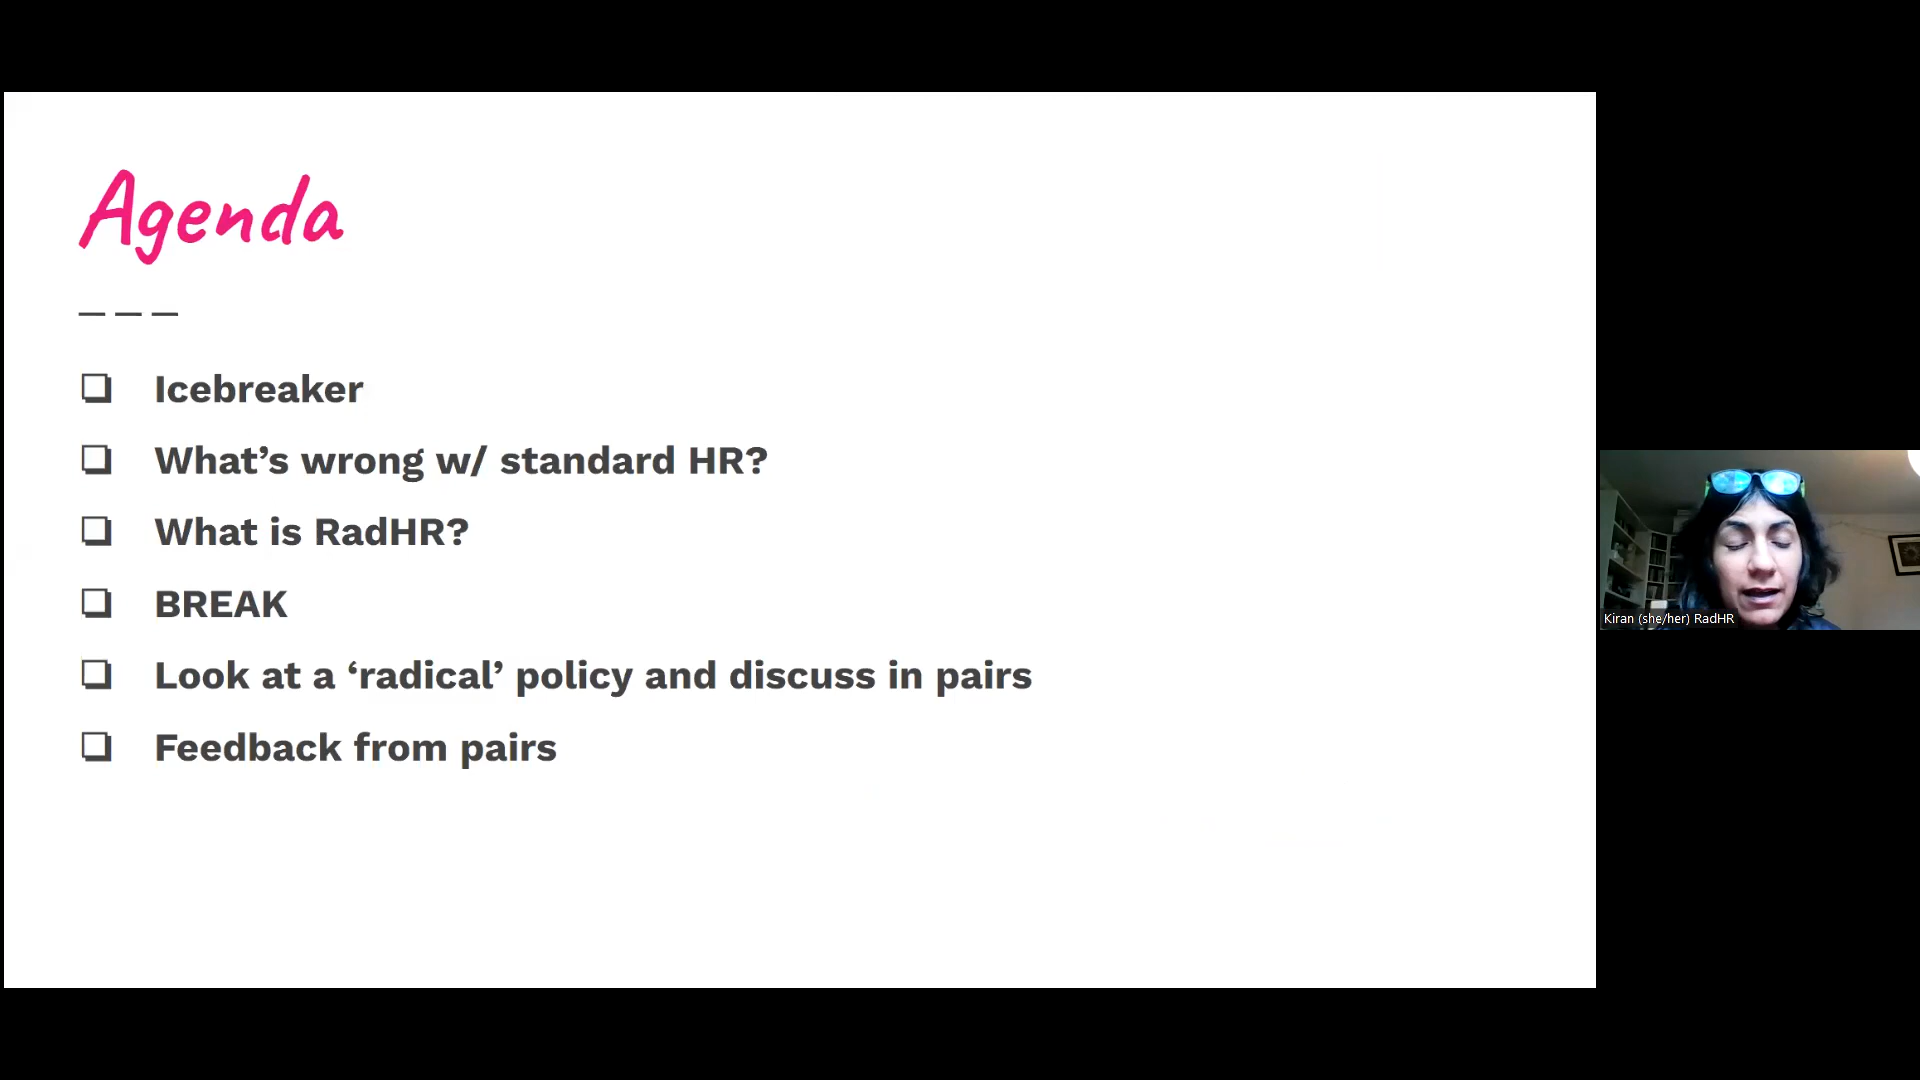 Agenda
Icebreaker
What’s wrong w/ standard HR?
What is RadHR?
BREAK
Look at a ‘radical’ policy and discuss in pairs
Feedback from pairs
Kiran (she/her) RadHR